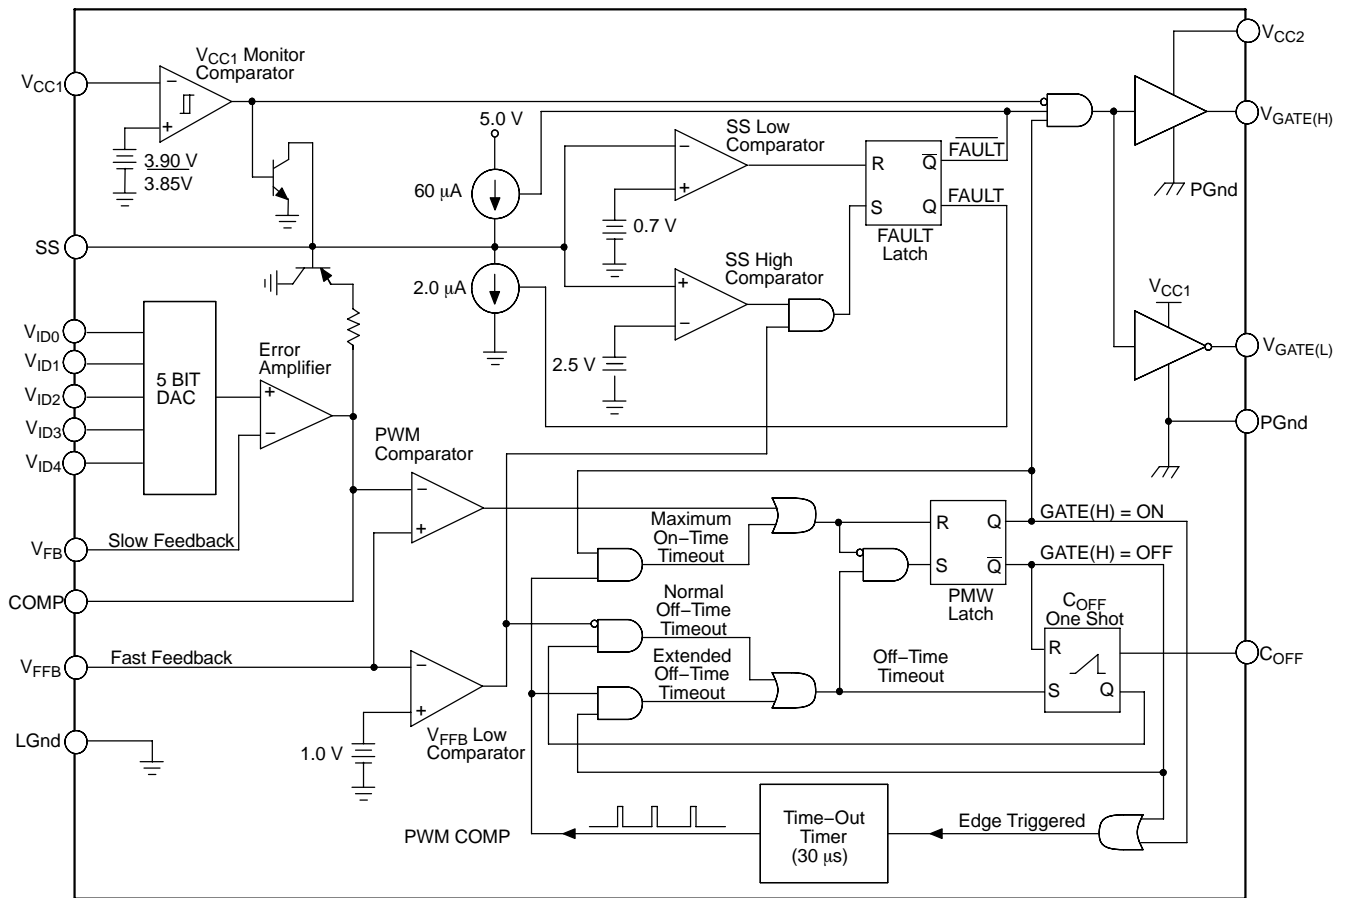 VCC1 Monitor
Comparator
VCC1
−
+
3.90 V
3.85V
5.0 V
60 μA
SS Low
Comparator
−
+
0.7 V
R
Q
S
Q
FAULT
FAULT
FAULT
Latch
VCC2
VGATE(H)
PGnd
SS
2.0 μA
SS High
Comparator
+
−
2.5 V
VCC1
VGATE(L)
PGnd
VID0
VID1
VID2
VID3
VID4
5 BIT
DAC
Error
Amplifier
+
−
PWM
Comparator
−
+
VFB
Slow Feedback
COMP
VFFB
Fast Feedback
LGnd
−
+
1.0 V
VFFB Low
Comparator
Maximum
On−Time
Timeout
Normal
Off−Time
Timeout
Extended
Off−Time
Timeout
R
Q
S
Q
PMW
Latch
GATE(H) = ON
GATE(H) = OFF
COFF
One Shot
R
S
Q
Off−Time
Timeout
COFF
PWM COMP
Time−Out
Timer
(30 μs)
Edge Triggered